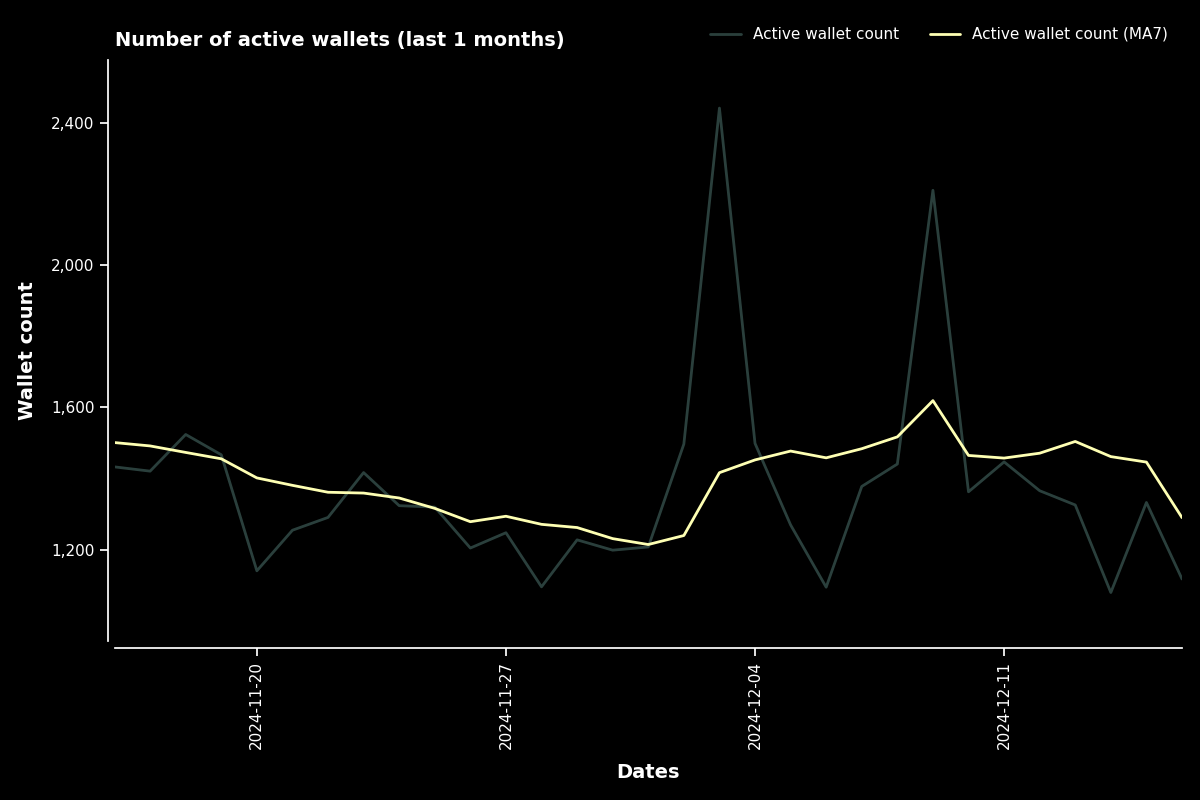 Number of active wallets (last 1 months)
Active wallet count
Active wallet count (MA7)
Wallet count
2,400
2,000
1,600
1,200
2024-11-20
2024-11-27
2024-12-04
2024-12-11
Dates